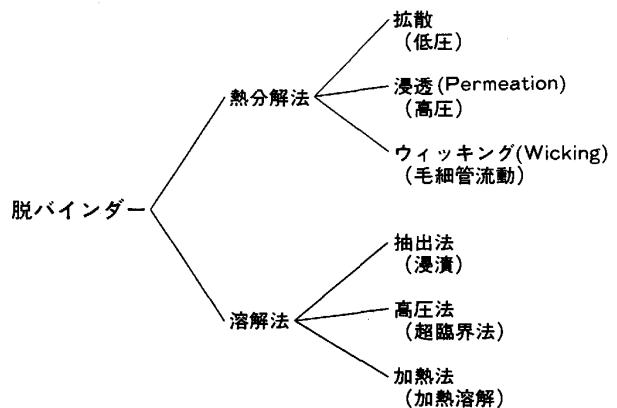 拡散
(低圧)
熱分解法
浸透(Permeation)
(高圧)
ウィッキング(Wicking)
(毛細管流動)
脱バインダー
抽出法
(浸漬)
溶解法
高圧法
(超臨界法)
加熱法
(加熱溶解)